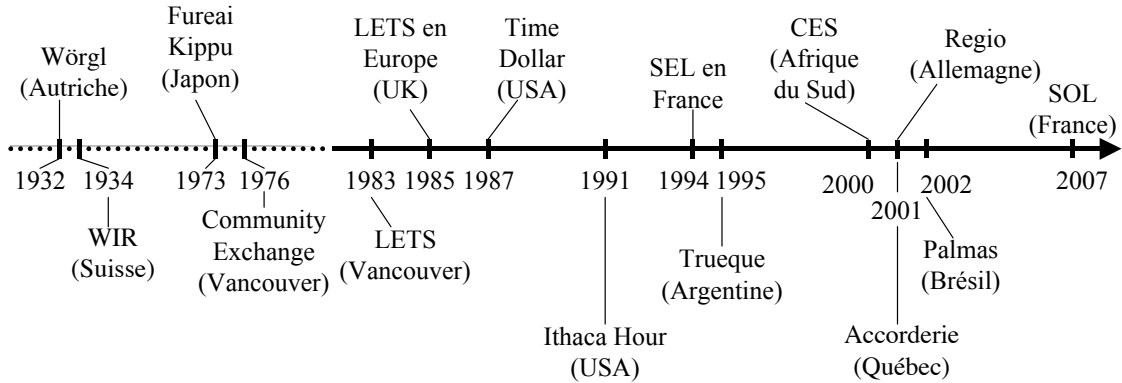 Wörgl
(Autriche)
Fureai
Kippu
(Japon)
LETS en
Europe
(UK)
Time
Dollar
(USA)
SEL en
France
CES
(Afrique
du Sud)
Regio
(Allemagne)
SOL
(France)
1932
1934
1973
1976
1983
1985
1987
1991
1994
1995
2000
2001
2002
2007
WIR
(Suisse)
Community
Exchange
(Vancouver)
LETS
(Vancouver)
Ithaca Hour
(USA)
Trueque
(Argentine)
Accorderie
(Québec)
Palmas
(Brésil)